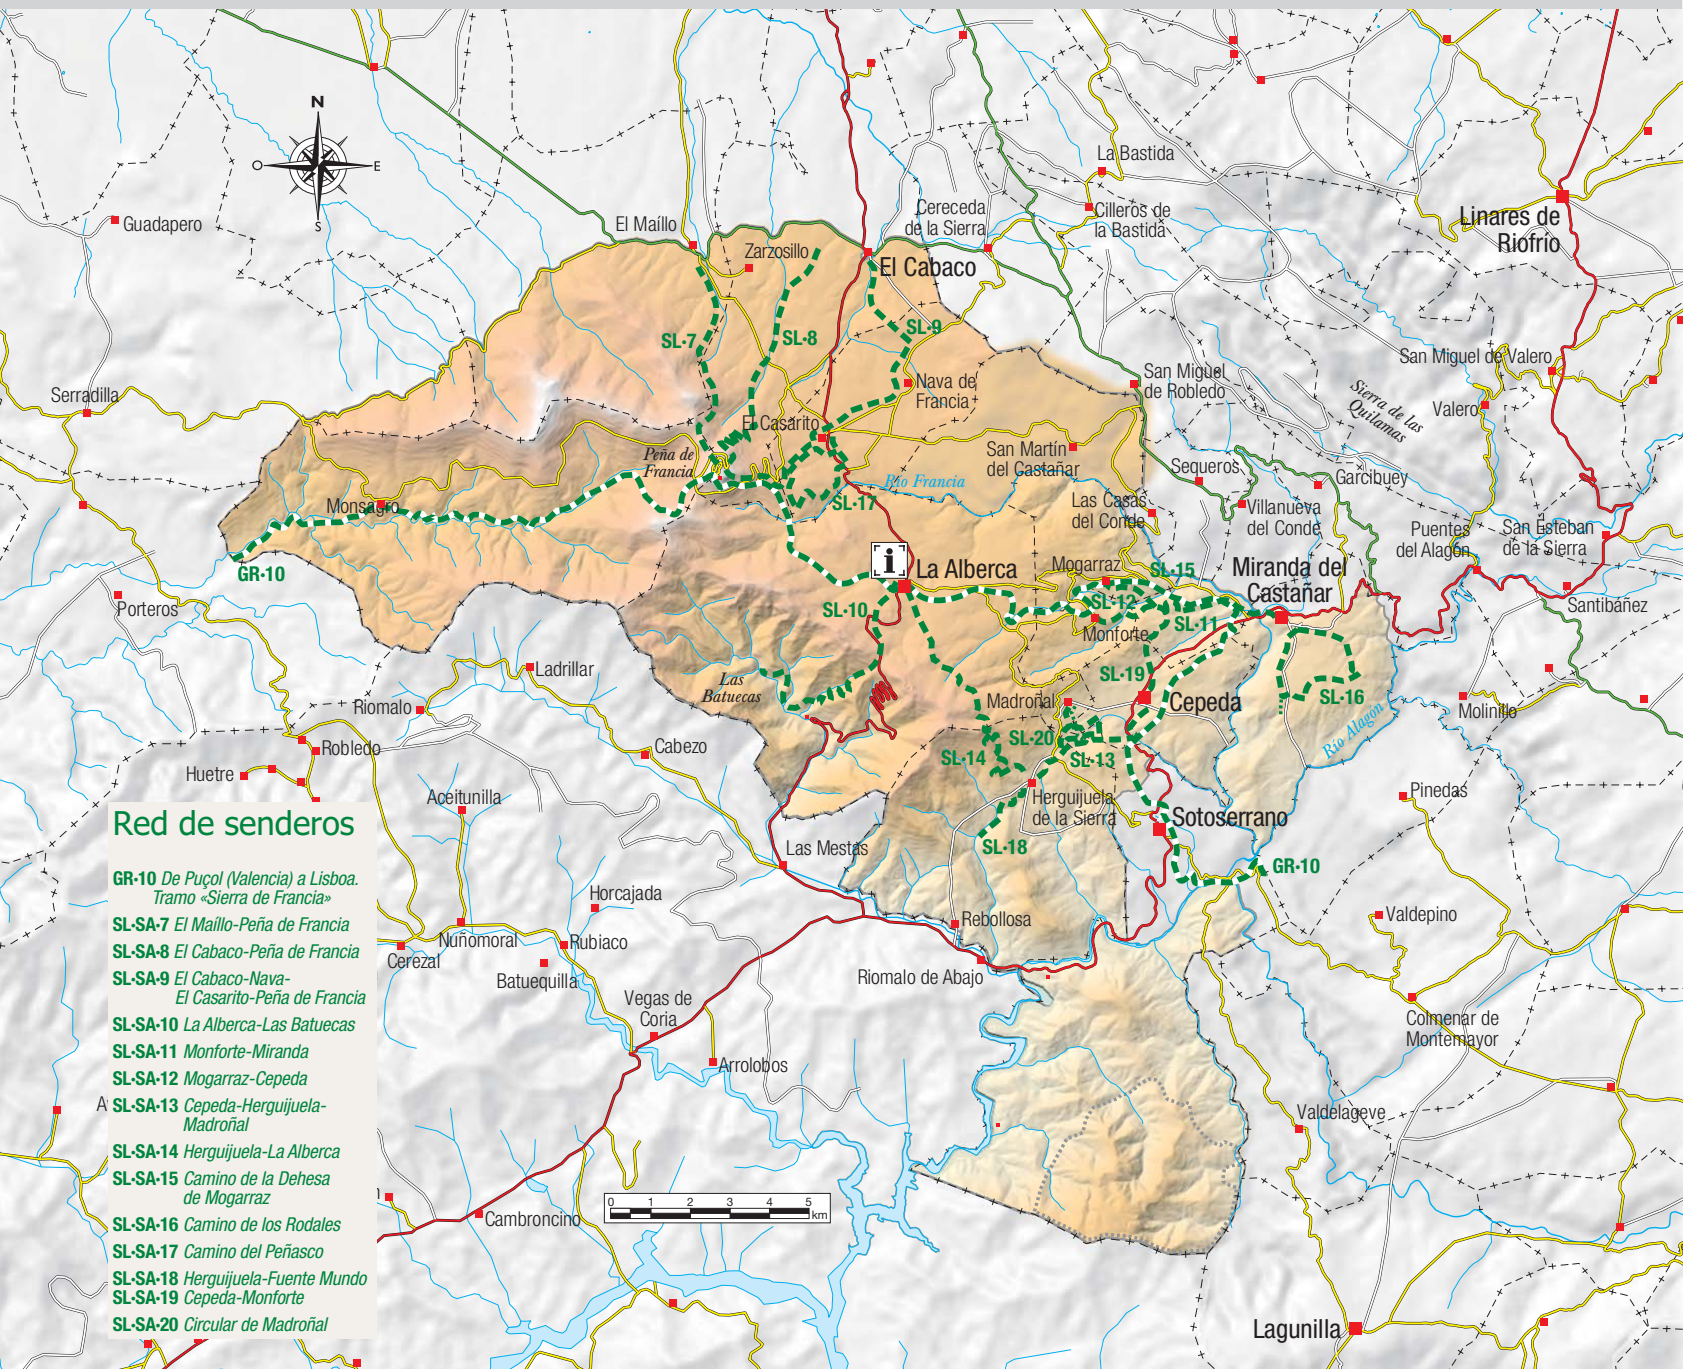 N
O
E
S
La Bastida
Guadapero
El Maíllo
Cereceda
de la Sierra
Cilleros de
la Bastida
Linares de
Riofrio
Zarzosillo
El Cabaco
SL·7
SL·8
SL·9
San Miguel de Valero
Serradilla
Nava de
Francia
San Miguel
de Robledo
Sierra de las
Quilamas
Valero
El Casarito
Peña de
Francia
San Martín
del Castañar
Sequeros
Garcibuey
Río Francia
Monsagro
SL·17
Las Casas
del Conde
Villanueva
del Conde
Puentes
del Alagón
San Esteban
de la Sierra
GR·10
i
La Alberca
Mogarraz
SL·15
Miranda del
Castañar
Porteros
SL·10
SL·12
SL·11
Monforte
Santibáñez
Ladrillar
Las
Batuecas
SL·19
SL·16
Riomalo
Madroñal
Cepeda
Molinillo
Río Alagón
Robledo
Cabezo
SL·20
SL·14
SL·13
Huetre
Aceitunilla
Herguijuela
de la Sierra
Pinedas
Sotoserrano
Las Mestas
SL·18
GR·10
Horcajada
Rebollosa
Valdepino
Nuñomoral
Rubiaco
Cerezal
Batuequilla
Riomalo de Abajo
Vegas de
Coria
Colmenar de
Montemayor
Arrolobos
Valdelageve
Cambroncino
0 1 2 3 4 5
km
Lagunilla
Red de senderos
GR·10 De Puçol (Valencia) a Lisboa.
Tramo «Sierra de Francia»
SL·SA·7 El Maíllo-Peña de Francia
SL·SA·8 El Cabaco-Peña de Francia
SL·SA·9 El Cabaco-Nava-
El Casarito-Peña de Francia
SL·SA·10 La Alberca-Las Batuecas
SL·SA·11 Monforte-Miranda
SL·SA·12 Mogarraz-Cepeda
SL·SA·13 Cepeda-Herguijuela-
Madroñal
SL·SA·14 Herguijuela-La Alberca
SL·SA·15 Camino de la Dehesa
de Mogarraz
SL·SA·16 Camino de los Rodales
SL·SA·17 Camino del Peñasco
SL·SA·18 Herguijuela-Fuente Mundo
SL·SA·19 Cepeda-Monforte
SL·SA·20 Circular de Madroñal